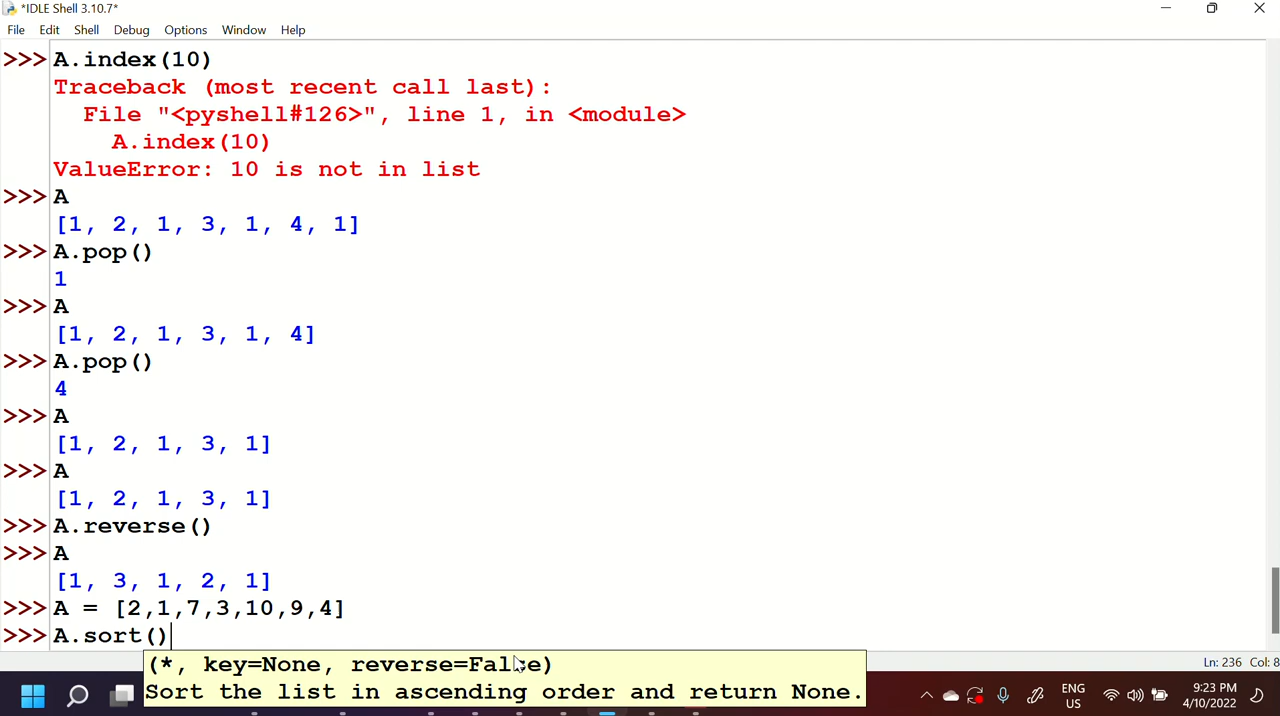 *IDLE Shell 3.10.7*
File Edit Shell Debug Options Window Help
>>> A.index(10)
Traceback (most recent call last):
  File "<pyshell#126>", line 1, in <module>
    A.index(10)
ValueError: 10 is not in list
>>> A
[1, 2, 1, 3, 1, 4, 1]
>>> A.pop()
1
>>> A
[1, 2, 1, 3, 1, 4]
>>> A.pop()
4
>>> A
[1, 2, 1, 3, 1]
>>> A
[1, 2, 1, 3, 1]
>>> A.reverse()
>>> A
[1, 3, 1, 2, 1]
>>> A = [2,1,7,3,10,9,4]
>>> A.sort()
(*, key=None, reverse=False)
Sort the list in ascending order and return None.
Ln: 236 Col: 8
ENG
US
9:23 PM
4/10/2022